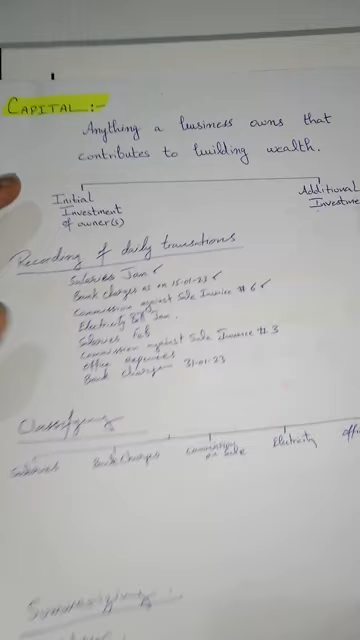 CAPITAL:-
Anything a business owns that
contributes to building wealth.
Initial
Investment
of owner(s)
Additional
Investme
Recording of daily transations
Salaries Jan ✓
Bank charges as on 15-01-23 ✓
Commission against Sale Invoice # 6 ✓
Electricity Bill Jan.
Salaries Feb
Commission against Sale Invoice # 3
Office expenses
Bank charges 31-01-23
Classifying
Salaries
Bank Charges
Commission
on Sale
Electricity
offi
Summarizing: